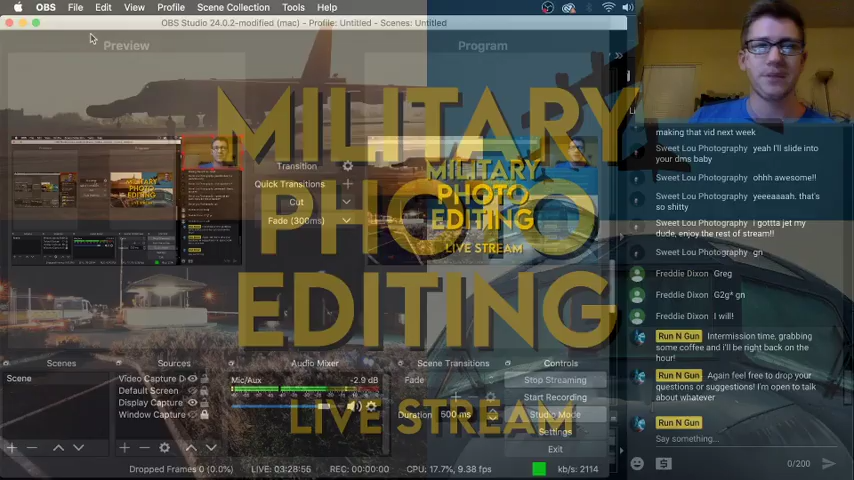 OBS File Edit View Profile Scene Collection Tools Help
OBS Studio 24.0.2-modified (mac) - Profile: Untitled - Scenes: Untitled
Preview
Program
MILITARY
PHOTO
EDITING
LIVE STREAM
Transition
Quick Transitions
Cut
Fade (300ms)
MILITARY
PHOTO
EDITING
LIVE STREAM
Scenes
Scene
Sources
Video Capture D
Default Screen
Display Capture
Window Capture
Audio Mixer
Mic/Aux
-2.9 dB
Scene Transitions
Fade
Duration 500 ms
Controls
Stop Streaming
Start Recording
Studio Mode
Settings
Exit
Dropped Frames 0 (0.0%) LIVE: 03:28:55 REC: 00:00:00 CPU: 17.7%, 9.38 fps kb/s: 2114
making that vid next week
Sweet Lou Photography yeah I'll slide into
your dms baby
Sweet Lou Photography ohhh awesome!!
Sweet Lou Photography yeeeaaaah. that's
so shitty
Sweet Lou Photography i gottta jet my
dude, enjoy the rest of stream!!
Sweet Lou Photography gn
Freddie Dixon Greg
Freddie Dixon G2g* gn
Freddie Dixon I will!
Run N Gun Intermission time, grabbing
some coffee and i'll be right back on the
hour!
Run N Gun Again feel free to drop your
questions or suggestions! I'm open to talk
about whatever
Run N Gun
Say something...
0/200